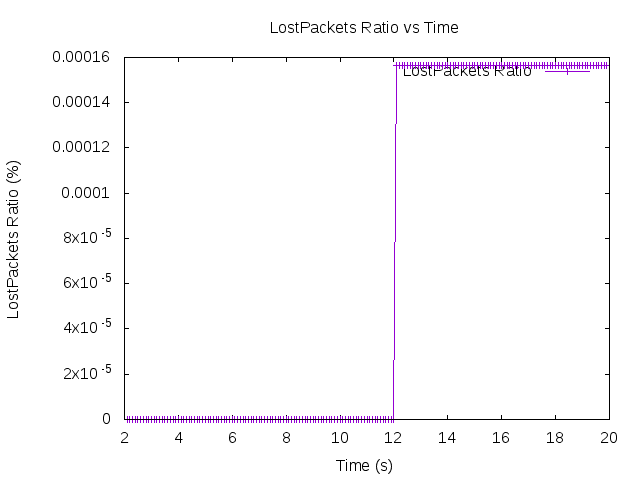 LostPackets Ratio vs Time
0.00016
LostPackets Ratio
0.00014
0.00012
0.0001
8x10^-5
6x10^-5
4x10^-5
2x10^-5
0
LostPackets Ratio (%)
2 4 6 8 10 12 14 16 18 20
Time (s)